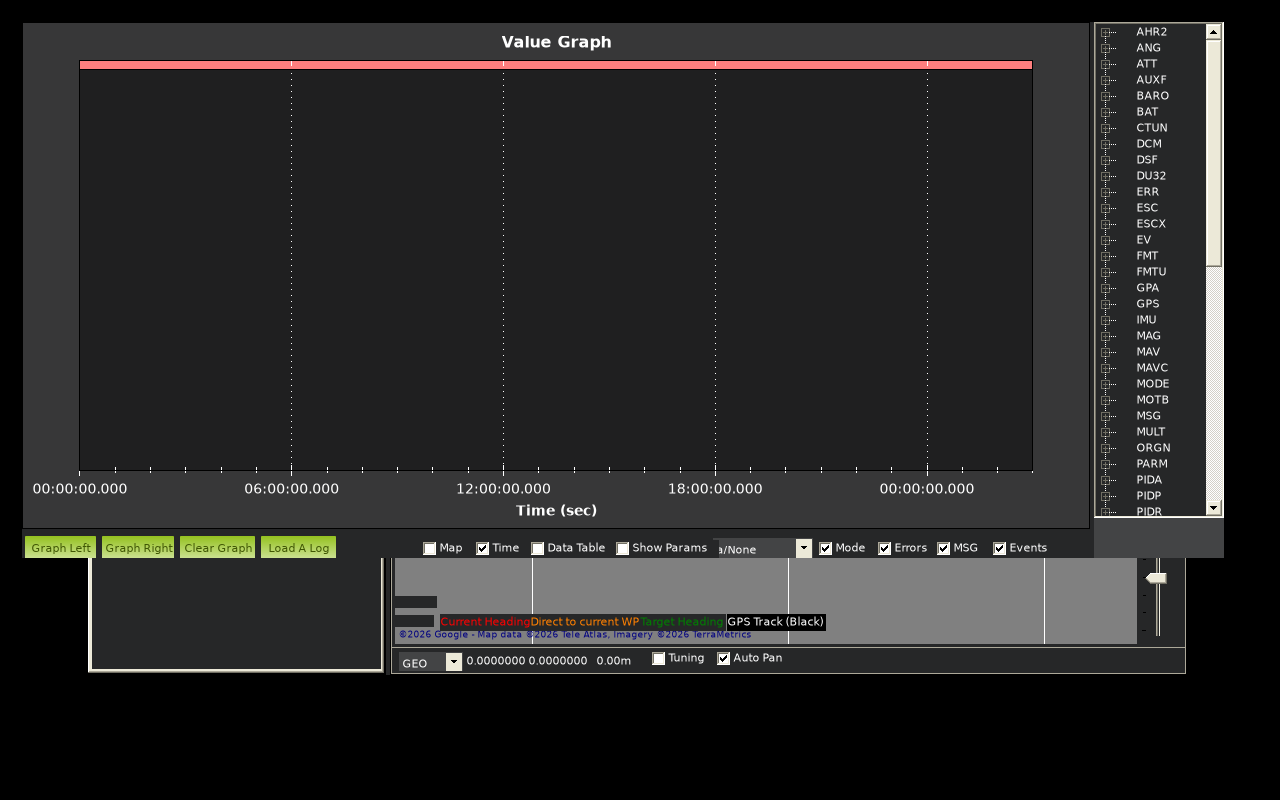 Value Graph
00:00:00.000 06:00:00.000 12:00:00.000 18:00:00.000 00:00:00.000
Time (sec)
AHR2
ANG
ATT
AUXF
BARO
BAT
CTUN
DCM
DSF
DU32
ERR
ESC
ESCX
EV
FMT
FMTU
GPA
GPS
IMU
MAG
MAV
MAVC
MODE
MOTB
MSG
MULT
ORGN
PARM
PIDA
PIDP
PIDR
Graph Left Graph Right Clear Graph Load A Log Map Time Data Table Show Params a/None Mode Errors MSG Events
Current Heading Direct to current WP Target Heading GPS Track (Black)
©2026 Google - Map data ©2026 Tele Atlas, Imagery ©2026 TerraMetrics
GEO 0.0000000 0.0000000 0.00m Tuning Auto Pan